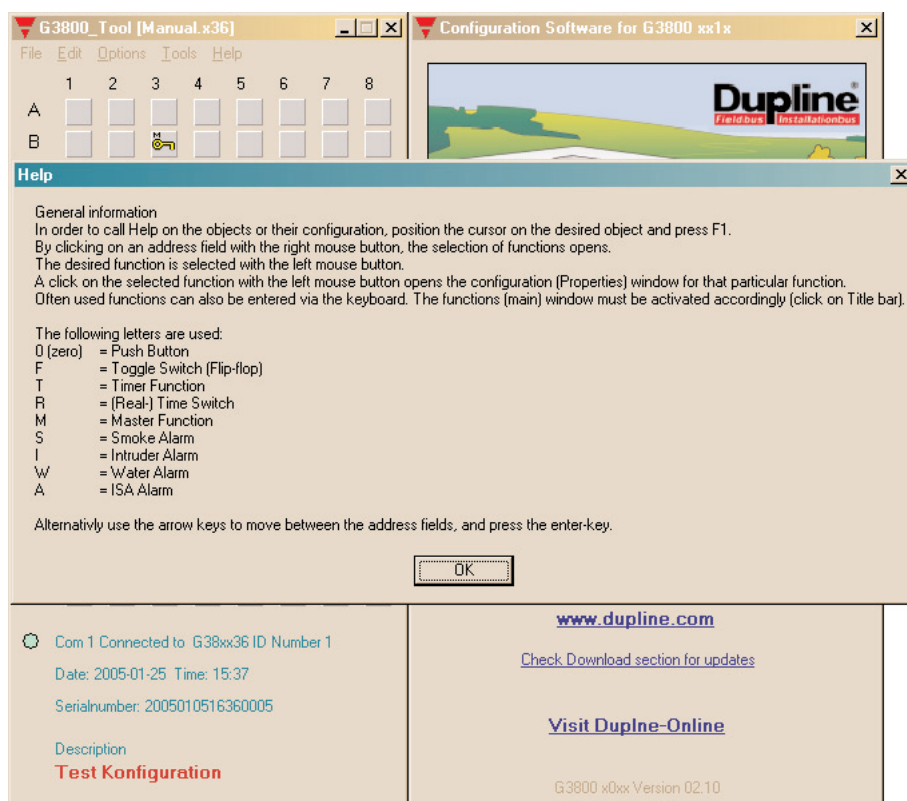 G3800_Tool [Manual.x36]
File Edit Options Tools Help
1 2 3 4 5 6 7 8
A
B
M
Configuration Software for G3800 xx1x
Dupline®
Fieldbus Installationbus
Help
General information
In order to call Help on the objects or their configuration, position the cursor on the desired object and press F1.
By clicking on an address field with the right mouse button, the selection of functions opens.
The desired function is selected with the left mouse button.
A click on the selected function with the left mouse button opens the configuration (Properties) window for that particular function.
Often used functions can also be entered via the keyboard. The functions (main) window must be activated accordingly (click on Title bar).
The following letters are used:
0 (zero) = Push Button
F = Toggle Switch (Flip-flop)
T = Timer Function
R = (Real-) Time Switch
M = Master Function
S = Smoke Alarm
I = Intruder Alarm
W = Water Alarm
A = ISA Alarm
Alternativly use the arrow keys to move between the address fields, and press the enter-key.
OK
Com 1 Connected to G38xx36 ID Number 1
Date: 2005-01-25 Time: 15:37
Serialnumber: 2005010516360005
Description
Test Konfiguration
www.dupline.com
Check Download section for updates
Visit Duplne-Online
G3800 x0xx Version 02.10